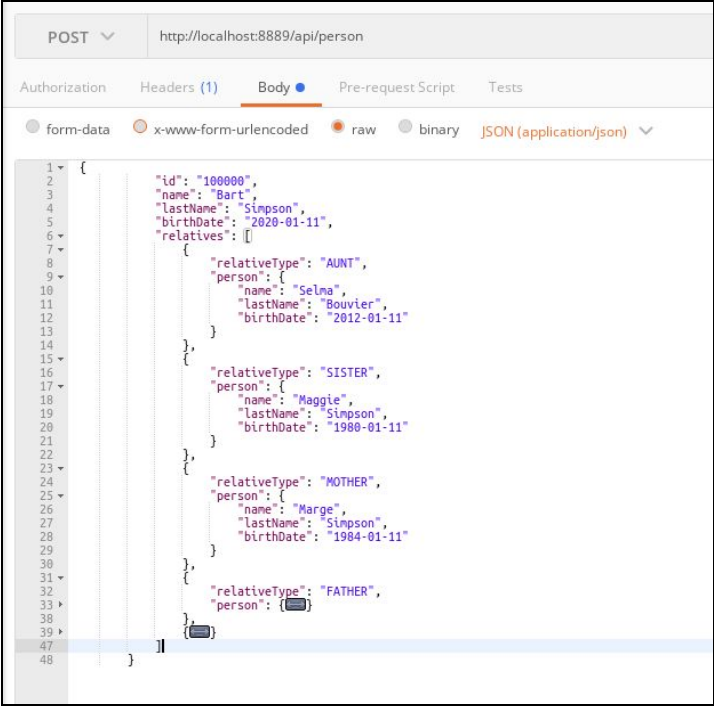 POST http://localhost:8889/api/person
Authorization Headers (1) Body Pre-request Script Tests
form-data x-www-form-urlencoded raw binary JSON (application/json)
1 {
2 "id": "100000",
3 "name": "Bart",
4 "lastName": "Simpson",
5 "birthDate": "2020-01-11",
6 "relatives": [
7 {
8 "relativeType": "AUNT",
9 "person": {
10 "name": "Selma",
11 "lastName": "Bouvier",
12 "birthDate": "2012-01-11"
13 }
14 },
15 {
16 "relativeType": "SISTER",
17 "person": {
18 "name": "Maggie",
19 "lastName": "Simpson",
20 "birthDate": "1980-01-11"
21 }
22 },
23 {
24 "relativeType": "MOTHER",
25 "person": {
26 "name": "Marge",
27 "lastName": "Simpson",
28 "birthDate": "1984-01-11"
29 }
30 },
31 {
32 "relativeType": "FATHER",
33 "person": {}
38 },
39 {}
47 ]
48 }